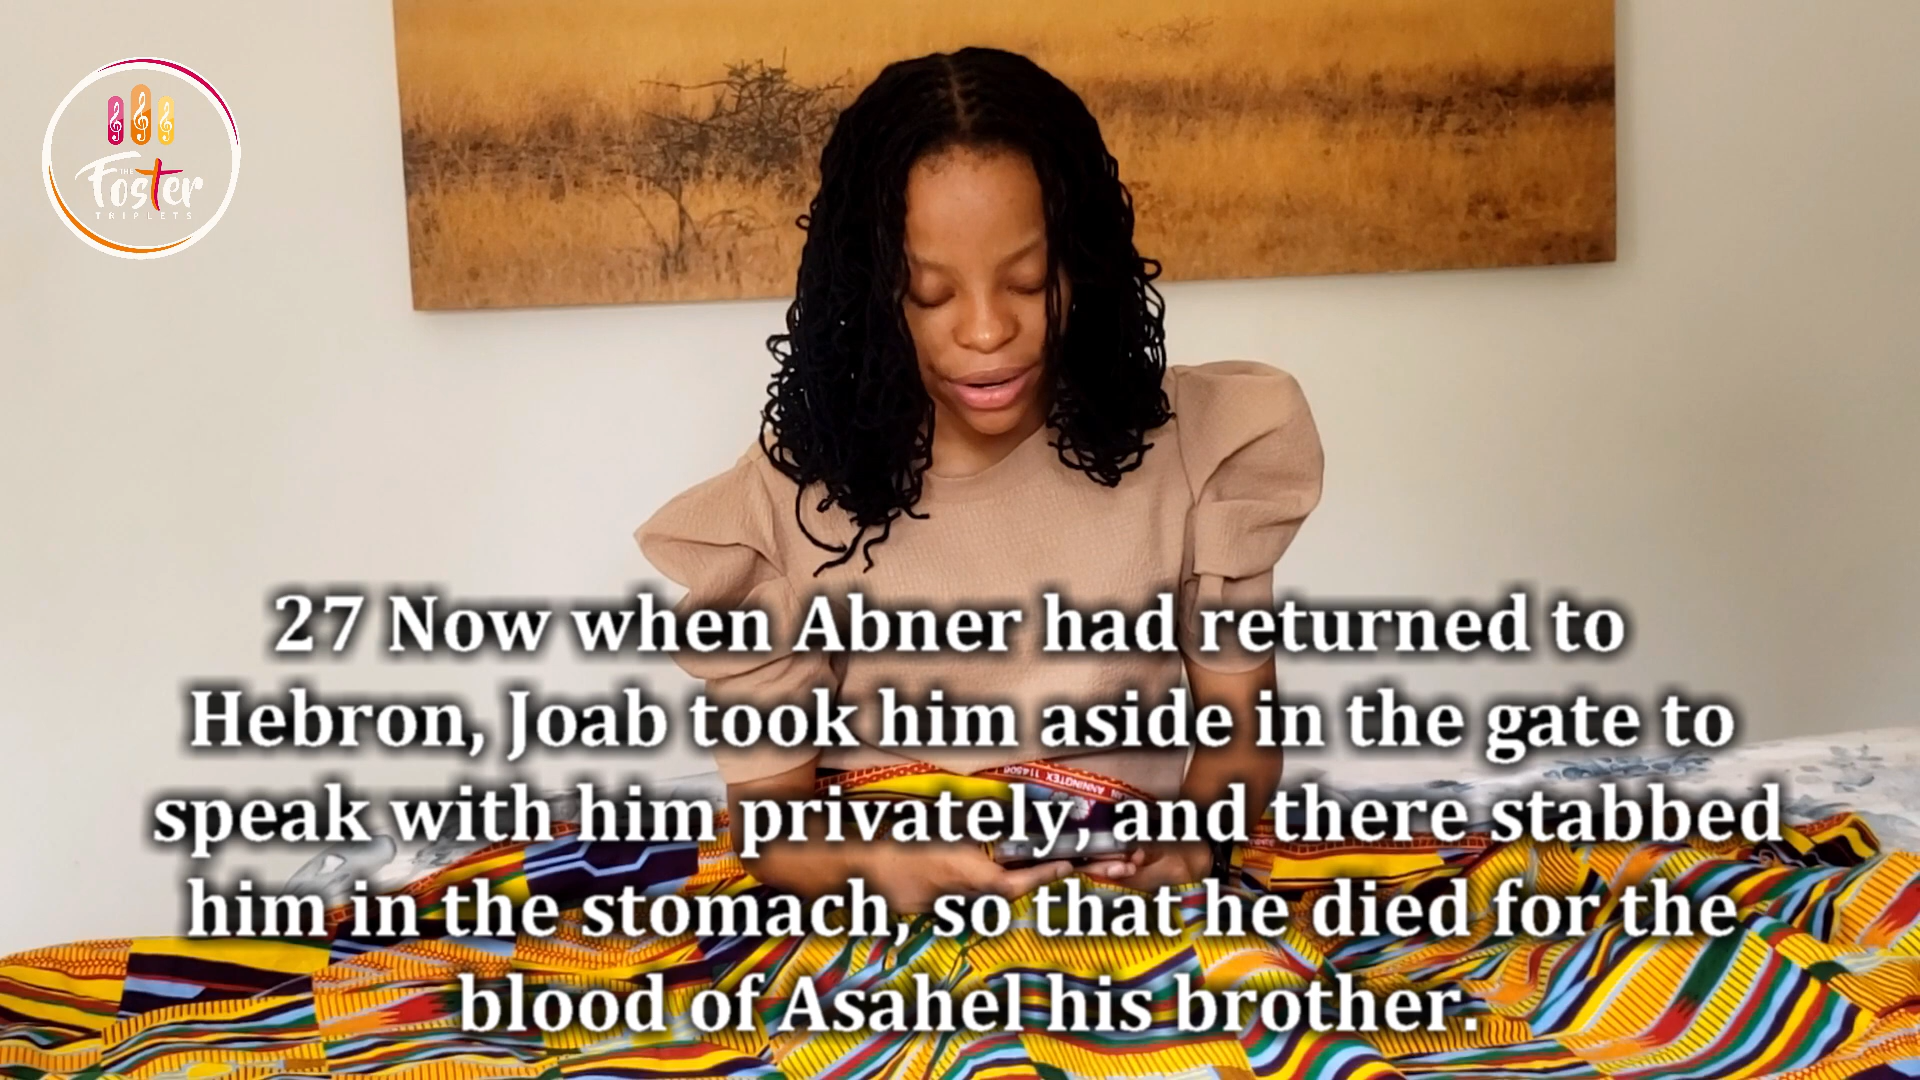 THE
Foster
TRIPLETS
27 Now when Abner had returned to
Hebron, Joab took him aside in the gate to
speak with him privately, and there stabbed
him in the stomach, so that he died for the
blood of Asahel his brother.
ANNINGTEX 114506